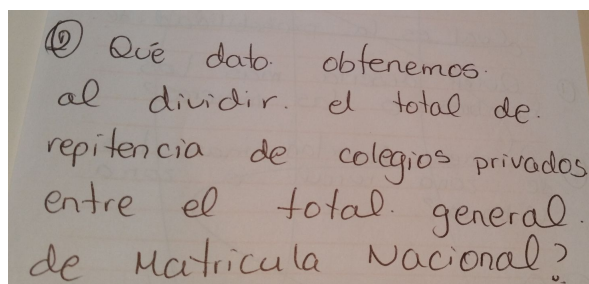 ⑫ Qué dato. obtenemos.
al dividir. el total de.
repitencia de colegios privados
entre el total. general.
de Matricula Nacional?